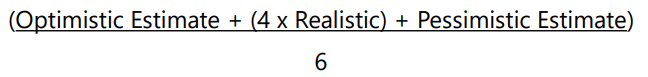 (Optimistic Estimate + (4 x Realistic) + Pessimistic Estimate)
6